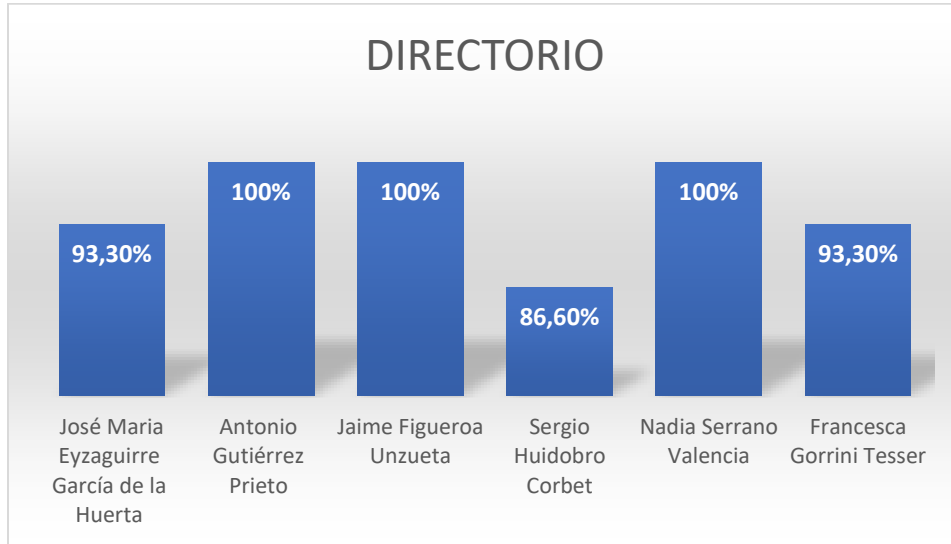 DIRECTORIO
93,30%
100%
100%
86,60%
100%
93,30%
José Maria
Eyzaguirre
García de la
Huerta
Antonio
Gutiérrez
Prieto
Jaime Figueroa
Unzueta
Sergio
Huidobro
Corbet
Nadia Serrano
Valencia
Francesca
Gorrini Tesser